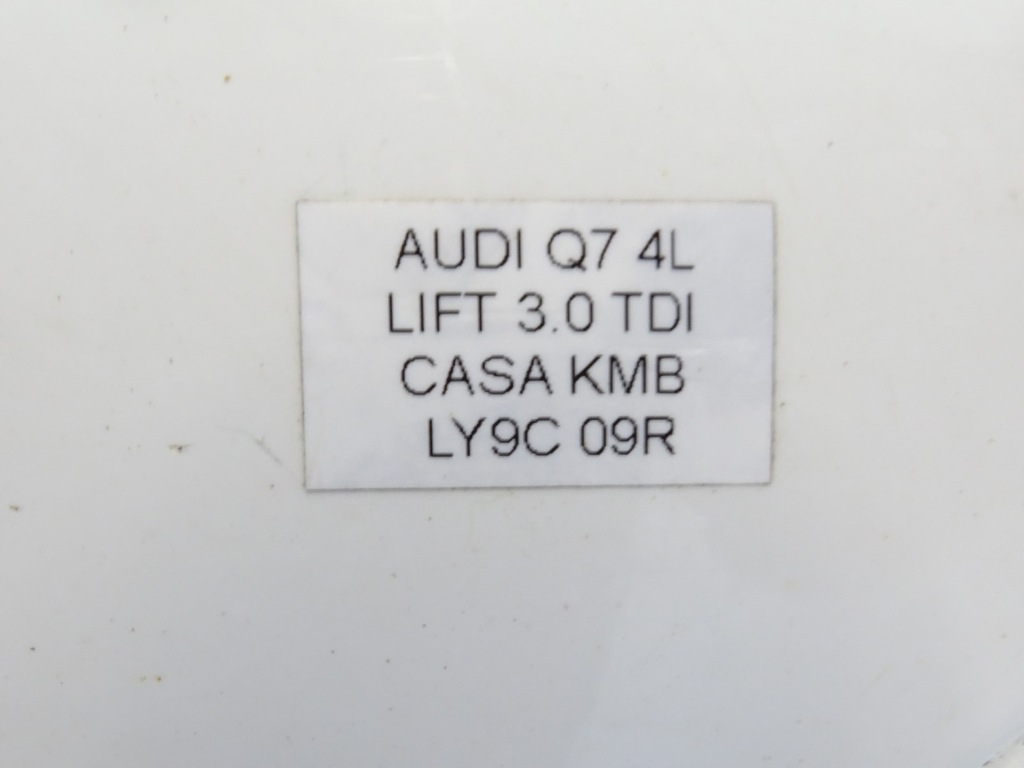 AUDI Q7 4L
LIFT 3.0 TDI
CASA KMB
LY9C 09R